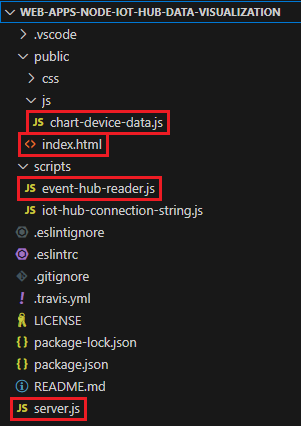 WEB-APPS-NODE-IOT-HUB-DATA-VISUALIZATION
.vscode
public
css
js
JS chart-device-data.js
<> index.html
scripts
JS event-hub-reader.js
JS iot-hub-connection-string.js
.eslintignore
.eslintrc
.gitignore
! .travis.yml
LICENSE
{} package-lock.json
{} package.json
README.md
JS server.js